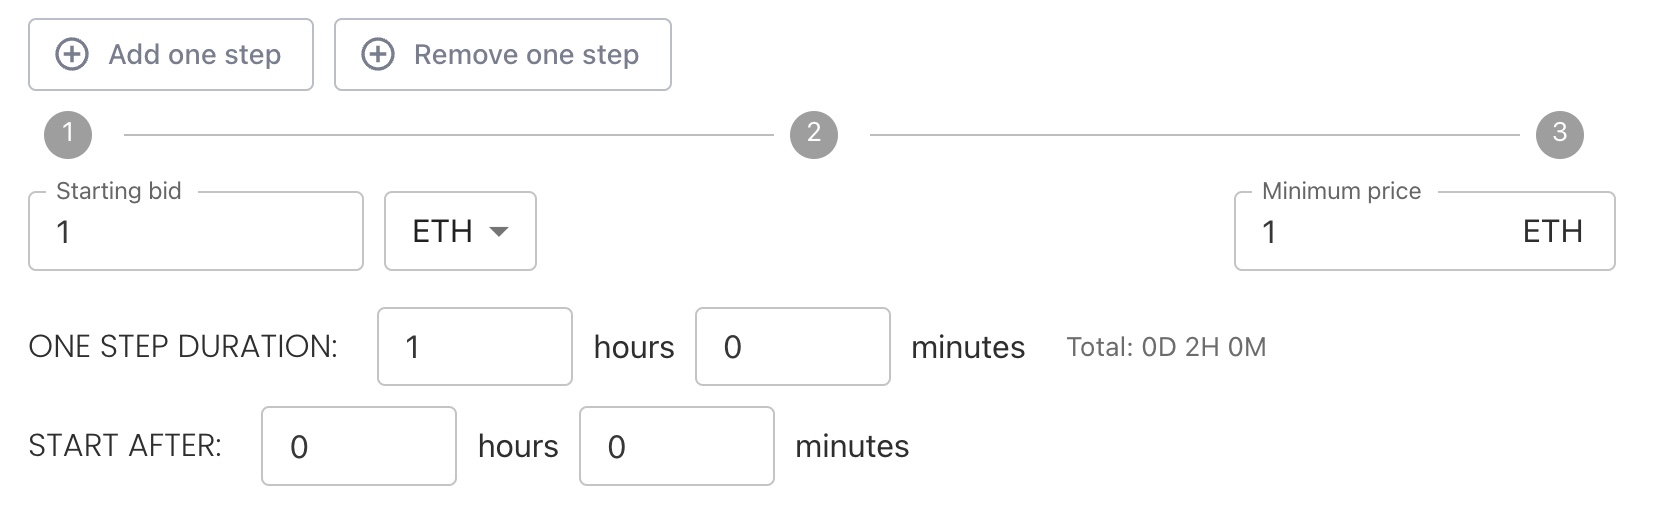 Add one step Remove one step
1 2 3
Starting bid Minimum price
1 ETH 1 ETH
ONE STEP DURATION: 1 hours 0 minutes Total: 0D 2H 0M
START AFTER: 0 hours 0 minutes